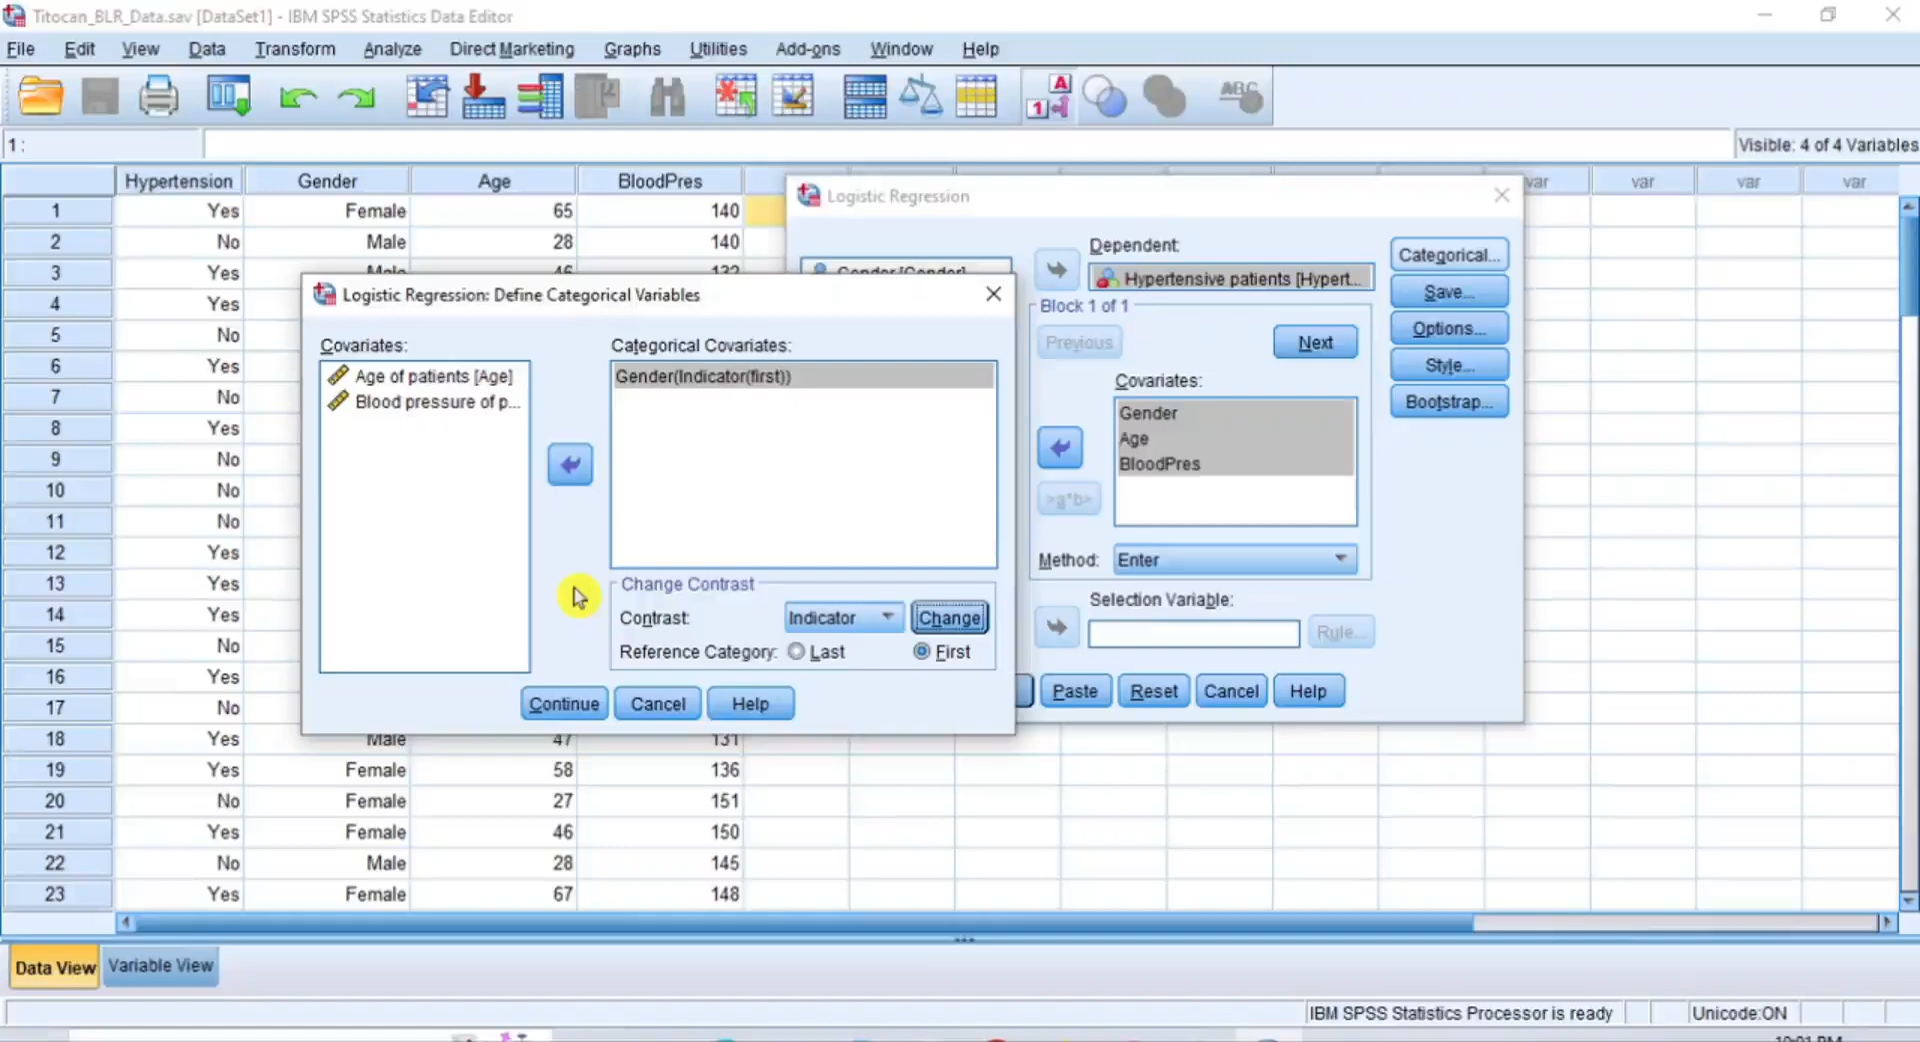 Titocan_BLR_Data.sav [DataSet1] - IBM SPSS Statistics Data Editor
File Edit View Data Transform Analyze Direct Marketing Graphs Utilities Add-ons Window Help
A
1
ABC
1 :
Visible: 4 of 4 Variables
Hypertension Gender Age BloodPres var var var var
1 Yes Female 65 140
2 No Male 28 140
3 Yes Male 46 132
4 Yes
5 No
6 Yes
7 No
8 Yes
9 No
10 No
11 No
12 Yes
13 Yes
14 Yes
15 No
16 Yes
17 No
18 Yes Male 47 131
19 Yes Female 58 136
20 No Female 27 151
21 Yes Female 46 150
22 No Male 28 145
23 Yes Female 67 148
Logistic Regression
Gender [Gender]
Dependent:
Hypertensive patients [Hypert...
Block 1 of 1
Previous Next
Covariates:
Gender
Age
BloodPres
>a*b>
Method: Enter
Selection Variable:
Rule...
Paste Reset Cancel Help
Categorical...
Save...
Options...
Style...
Bootstrap...
Logistic Regression: Define Categorical Variables
Covariates:
Age of patients [Age]
Blood pressure of p...
Categorical Covariates:
Gender(Indicator(first))
Change Contrast
Contrast: Indicator Change
Reference Category: Last First
Continue Cancel Help
Data View Variable View
IBM SPSS Statistics Processor is ready Unicode:ON